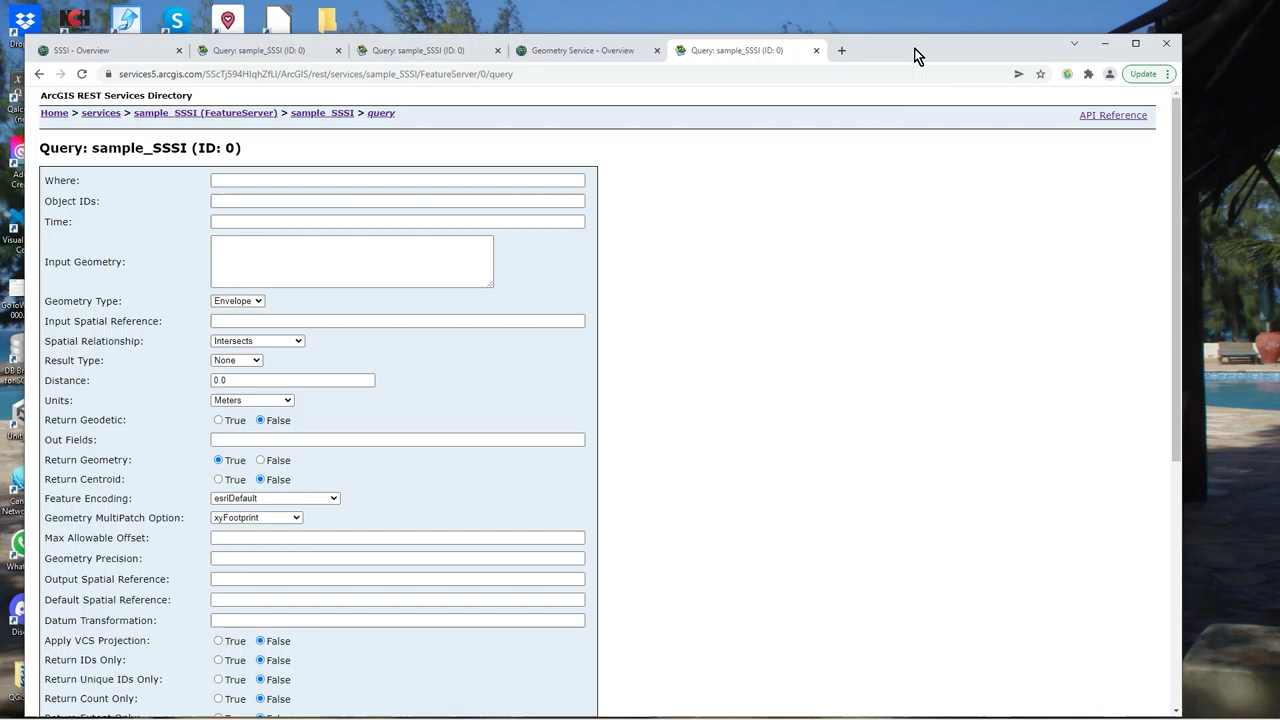 SSSI - Overview
Query: sample_SSSI (ID: 0)
Query: sample_SSSI (ID: 0)
Geometry Service - Overview
Query: sample_SSSI (ID: 0)
services5.arcgis.com/SScTj594HIqhZfLI/ArcGIS/rest/services/sample_SSSI/FeatureServer/0/query
Update
ArcGIS REST Services Directory
Home > services > sample_SSSI (FeatureServer) > sample_SSSI > query
API Reference
Query: sample_SSSI (ID: 0)
Where:
Object IDs:
Time:
Input Geometry:
Geometry Type: Envelope
Input Spatial Reference:
Spatial Relationship: Intersects
Result Type: None
Distance: 0.0
Units: Meters
Return Geodetic: True False
Out Fields:
Return Geometry: True False
Return Centroid: True False
Feature Encoding: esriDefault
Geometry MultiPatch Option: xyFootprint
Max Allowable Offset:
Geometry Precision:
Output Spatial Reference:
Default Spatial Reference:
Datum Transformation:
Apply VCS Projection: True False
Return IDs Only: True False
Return Unique IDs Only: True False
Return Count Only: True False